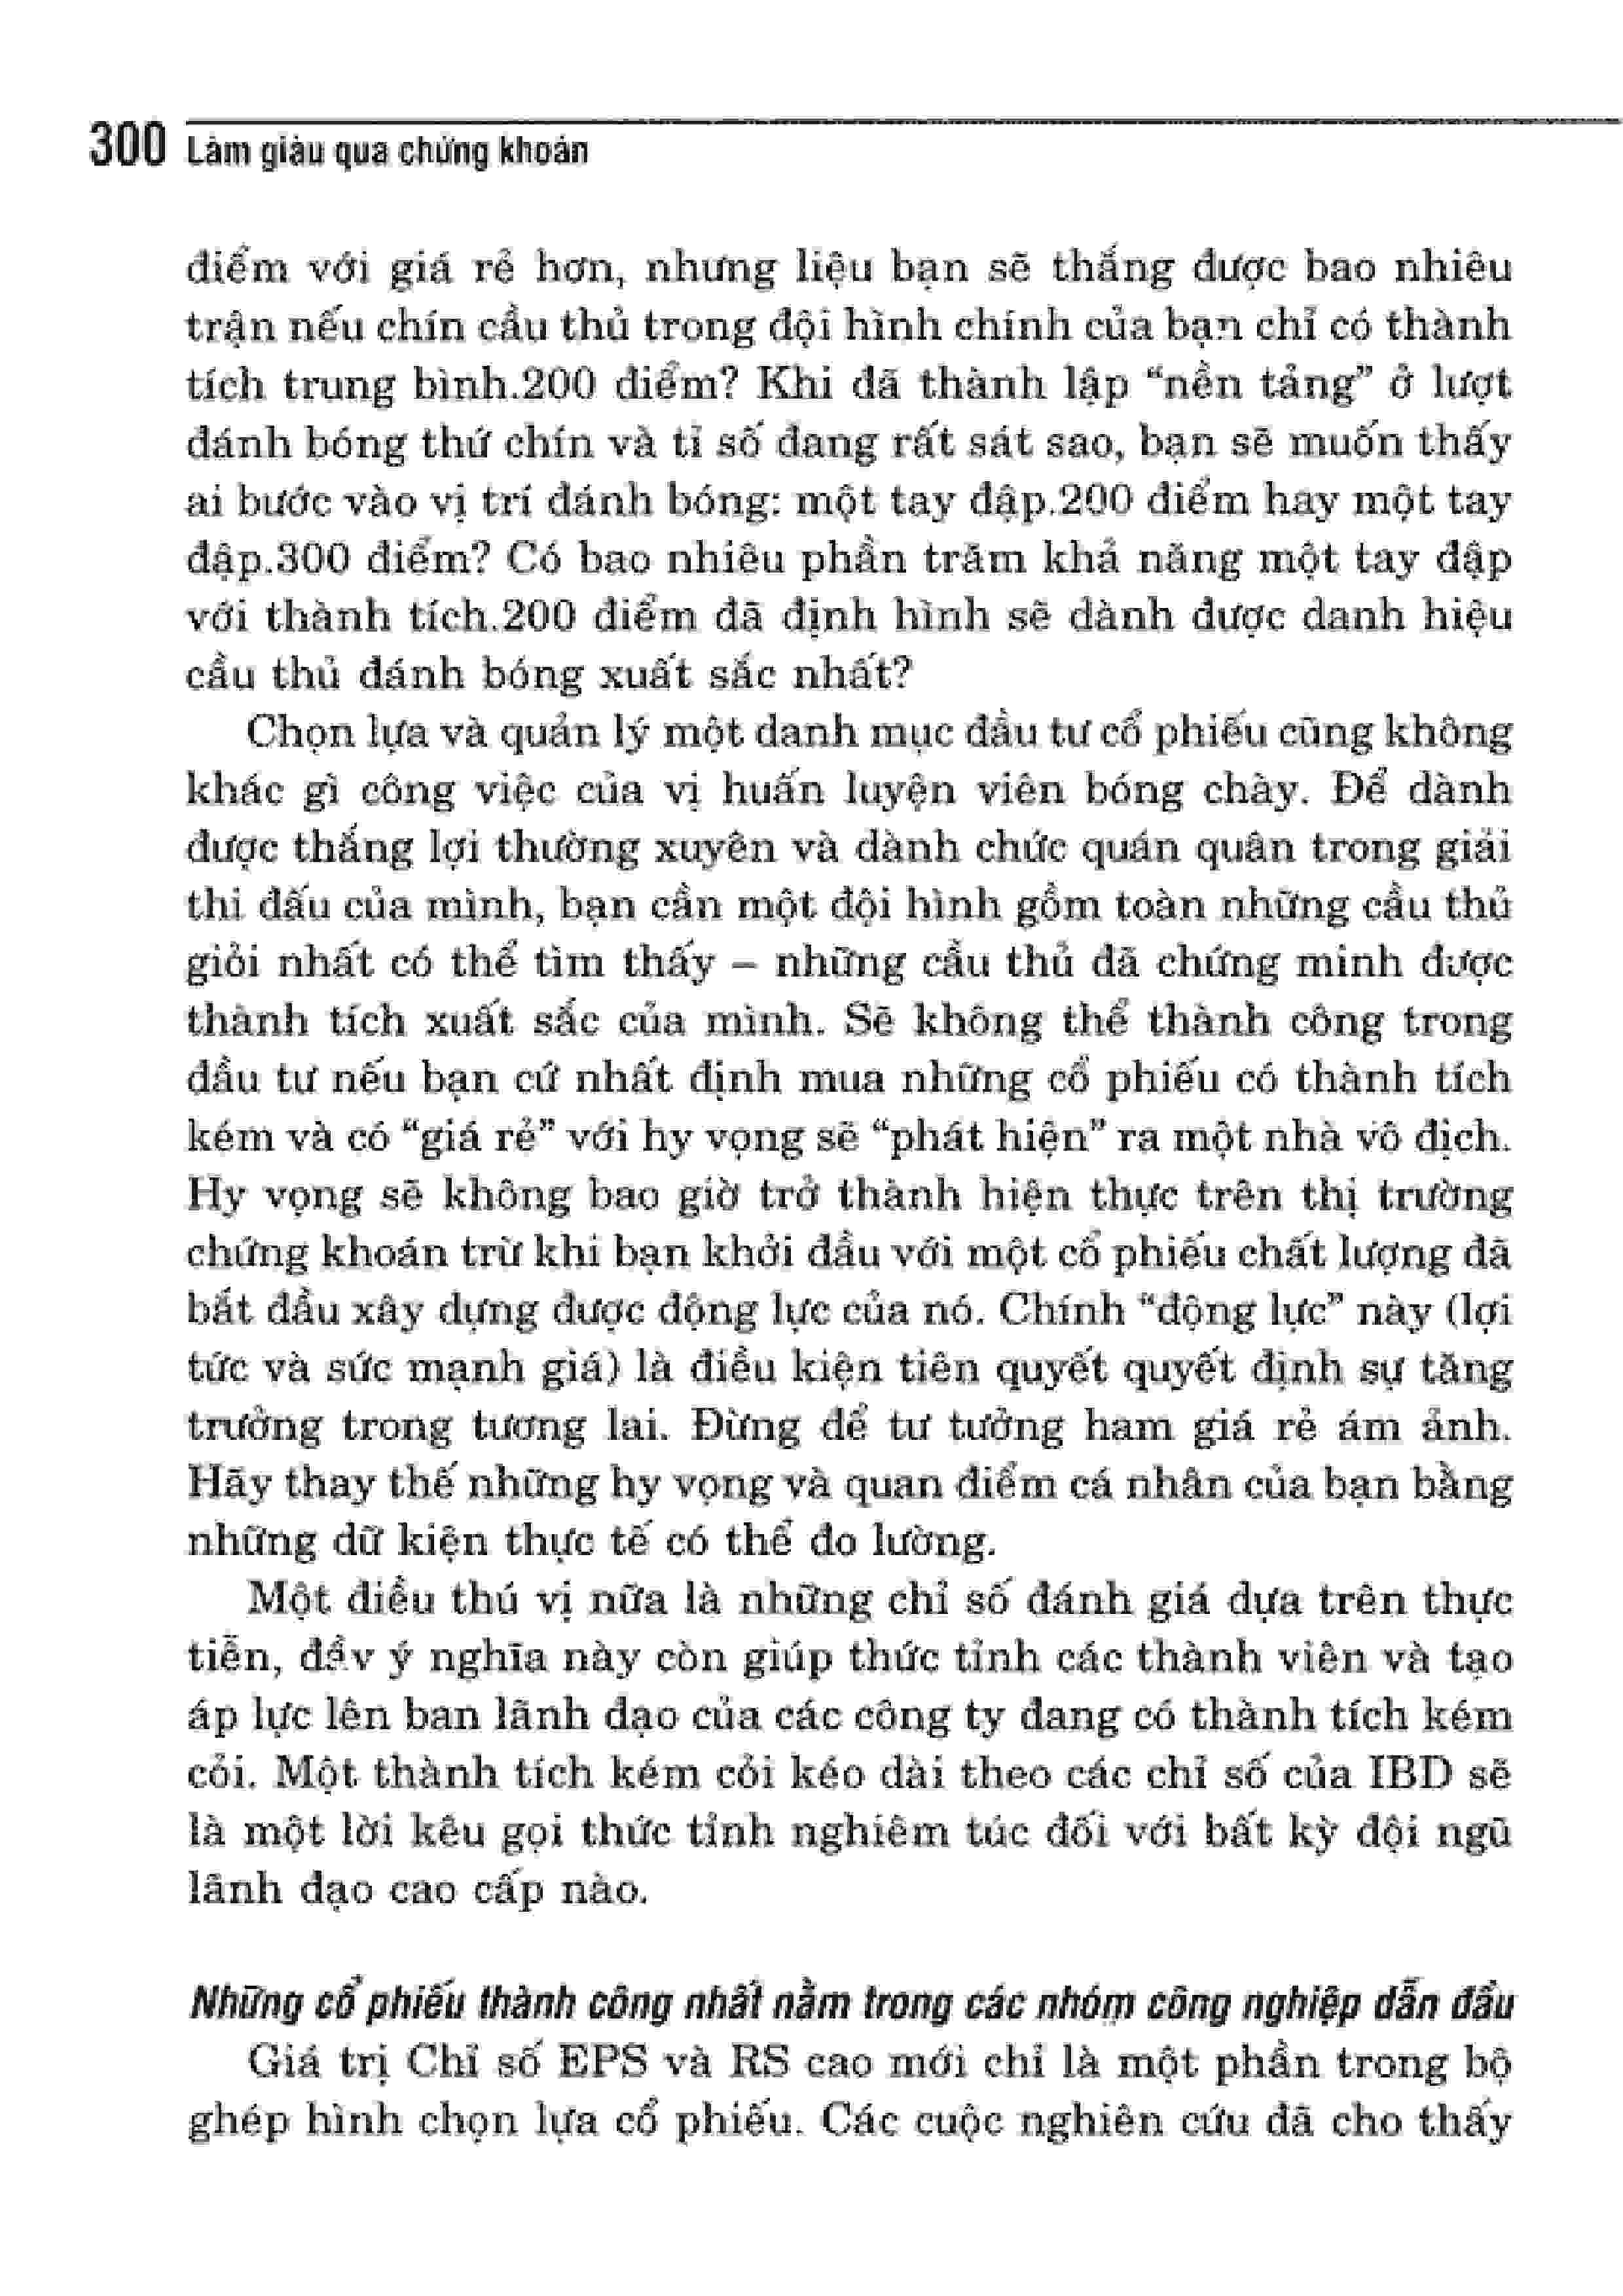 300 Làm giàu qua chứng khoán
điểm với giá rẻ hơn, nhưng liệu bạn sẽ thắng được bao nhiêu
trận nếu chín cầu thủ trong đội hình chính của bạn chỉ có thành
tích trung bình.200 điểm? Khi đã thành lập “nền tảng” ở lượt
đánh bóng thứ chín và tỉ số đang rất sát sao, bạn sẽ muốn thấy
ai bước vào vị trí đánh bóng: một tay đập.200 điểm hay một tay
đập.300 điểm? Có bao nhiêu phần trăm khả năng một tay đập
với thành tích.200 điểm đã định hình sẽ dành được danh hiệu
cầu thủ đánh bóng xuất sắc nhất?
Chọn lựa và quản lý một danh mục đầu tư cổ phiếu cũng không
khác gì công việc của vị huấn luyện viên bóng chày. Để dành
được thắng lợi thường xuyên và dành chức quán quân trong giải
thi đấu của mình, bạn cần một đội hình gồm toàn những cầu thủ
giỏi nhất có thể tìm thấy – những cầu thủ đã chứng minh được
thành tích xuất sắc của mình. Sẽ không thể thành công trong
đầu tư nếu bạn cứ nhất định mua những cổ phiếu có thành tích
kém và có “giá rẻ” với hy vọng sẽ “phát hiện” ra một nhà vô địch.
Hy vọng sẽ không bao giờ trở thành hiện thực trên thị trường
chứng khoán trừ khi bạn khởi đầu với một cổ phiếu chất lượng đã
bắt đầu xây dựng được động lực của nó. Chính “động lực” này (lợi
tức và sức mạnh giá) là điều kiện tiên quyết quyết định sự tăng
trưởng trong tương lai. Đừng để tư tưởng ham giá rẻ ám ảnh.
Hãy thay thế những hy vọng và quan điểm cá nhân của bạn bằng
những dữ kiện thực tế có thể đo lường.
Một điều thú vị nữa là những chỉ số đánh giá dựa trên thực
tiễn, đầy ý nghĩa này còn giúp thức tỉnh các thành viên và tạo
áp lực lên ban lãnh đạo của các công ty đang có thành tích kém
cỏi. Một thành tích kém cỏi kéo dài theo các chỉ số của IBD sẽ
là một lời kêu gọi thức tỉnh nghiêm túc đối với bất kỳ đội ngũ
lãnh đạo cao cấp nào.
Những cổ phiếu thành công nhất nằm trong các nhóm công nghiệp dẫn đầu
Giá trị Chỉ số EPS và RS cao mới chỉ là một phần trong bộ
ghép hình chọn lựa cổ phiếu. Các cuộc nghiên cứu đã cho thấy